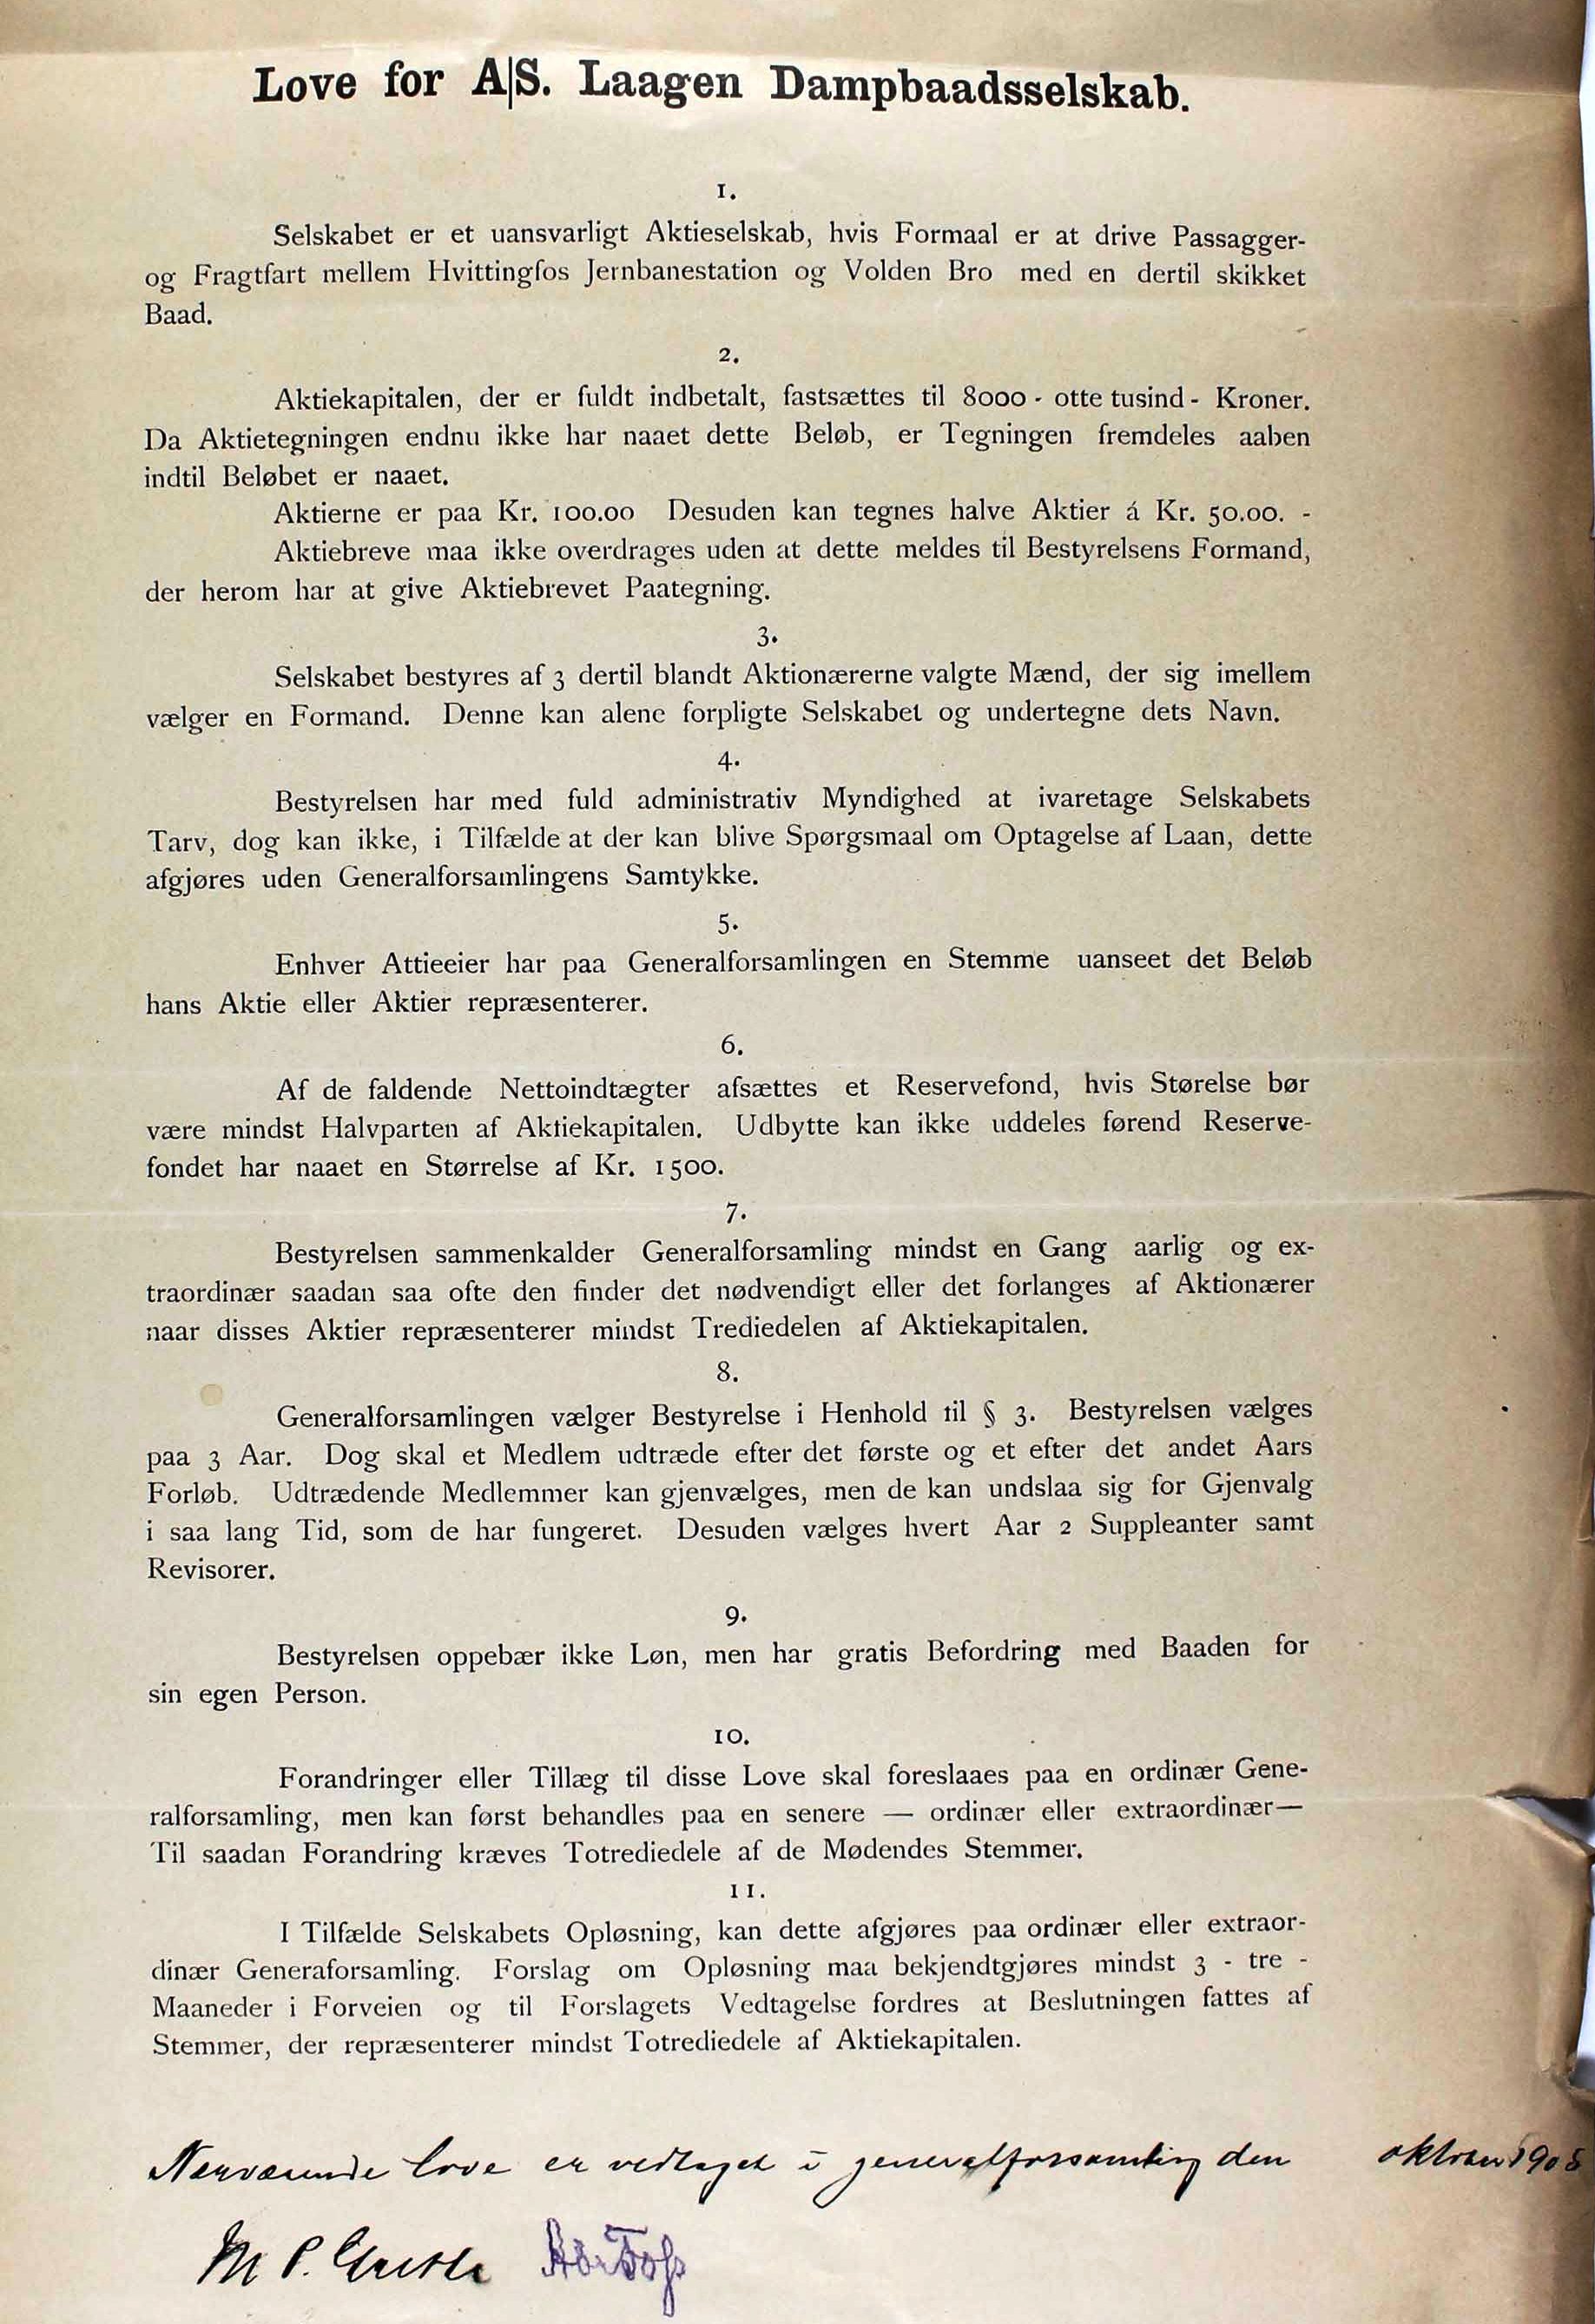 Love for A|S. Laagen Dampbaadsselskab.
1.
Selskabet er et uansvarligt Aktieselskab, hvis Formaal er at drive Passagger-
og Fragtfart mellem Hvittingfos Jernbanestation og Volden Bro med en dertil skikket
Baad.
2.
Aktiekapitalen, der er fuldt indbetalt, fastsættes til 8000 - otte tusind - Kroner.
Da Aktietegningen endnu ikke har naaet dette Beløb, er Tegningen fremdeles aaben
indtil Beløbet er naaet.
Aktierne er paa Kr. 100.00 Desuden kan tegnes halve Aktier á Kr. 50.00. -
Aktiebreve maa ikke overdrages uden at dette meldes til Bestyrelsens Formand,
der herom har at give Aktiebrevet Paategning.
3.
Selskabet bestyres af 3 dertil blandt Aktionærerne valgte Mænd, der sig imellem
vælger en Formand. Denne kan alene forpligte Selskabet og undertegne dets Navn.
4.
Bestyrelsen har med fuld administrativ Myndighed at ivaretage Selskabets
Tarv, dog kan ikke, i Tilfælde at der kan blive Spørgsmaal om Optagelse af Laan, dette
afgjøres uden Generalforsamlingens Samtykke.
5.
Enhver Attieeier har paa Generalforsamlingen en Stemme uanseet det Beløb
hans Aktie eller Aktier repræsenterer.
6.
Af de faldende Nettoindtægter afsættes et Reservefond, hvis Størelse bør
være mindst Halvparten af Aktiekapitalen. Udbytte kan ikke uddeles førend Reserve-
fondet har naaet en Størrelse af Kr. 1500.
7.
Bestyrelsen sammenkalder Generalforsamling mindst en Gang aarlig og ex-
traordinær saadan saa ofte den finder det nødvendigt eller det forlanges af Aktionærer
naar disses Aktier repræsenterer mindst Trediedelen af Aktiekapitalen.
8.
Generalforsamlingen vælger Bestyrelse i Henhold til § 3. Bestyrelsen vælges
paa 3 Aar. Dog skal et Medlem udtræde efter det første og et efter det andet Aars
Forløb. Udtrædende Medlemmer kan gjenvælges, men de kan undslaa sig for Gjenvalg
i saa lang Tid, som de har fungeret. Desuden vælges hvert Aar 2 Suppleanter samt
Revisorer.
9.
Bestyrelsen oppebær ikke Løn, men har gratis Befordring med Baaden for
sin egen Person.
10.
Forandringer eller Tillæg til disse Love skal foreslaaes paa en ordinær Gene-
ralforsamling, men kan først behandles paa en senere — ordinær eller extraordinær—
Til saadan Forandring kræves Totrediedele af de Mødendes Stemmer.
11.
I Tilfælde Selskabets Opløsning, kan dette afgjøres paa ordinær eller extraor-
dinær Generaforsamling. Forslag om Opløsning maa bekjendtgjøres mindst 3 - tre -
Maaneder i Forveien og til Forslagets Vedtagelse fordres at Beslutningen fattes af
Stemmer, der repræsenterer mindst Totrediedele af Aktiekapitalen.
Nærværende love er vedtaget i generalforsamling den oktober 1908
M P.